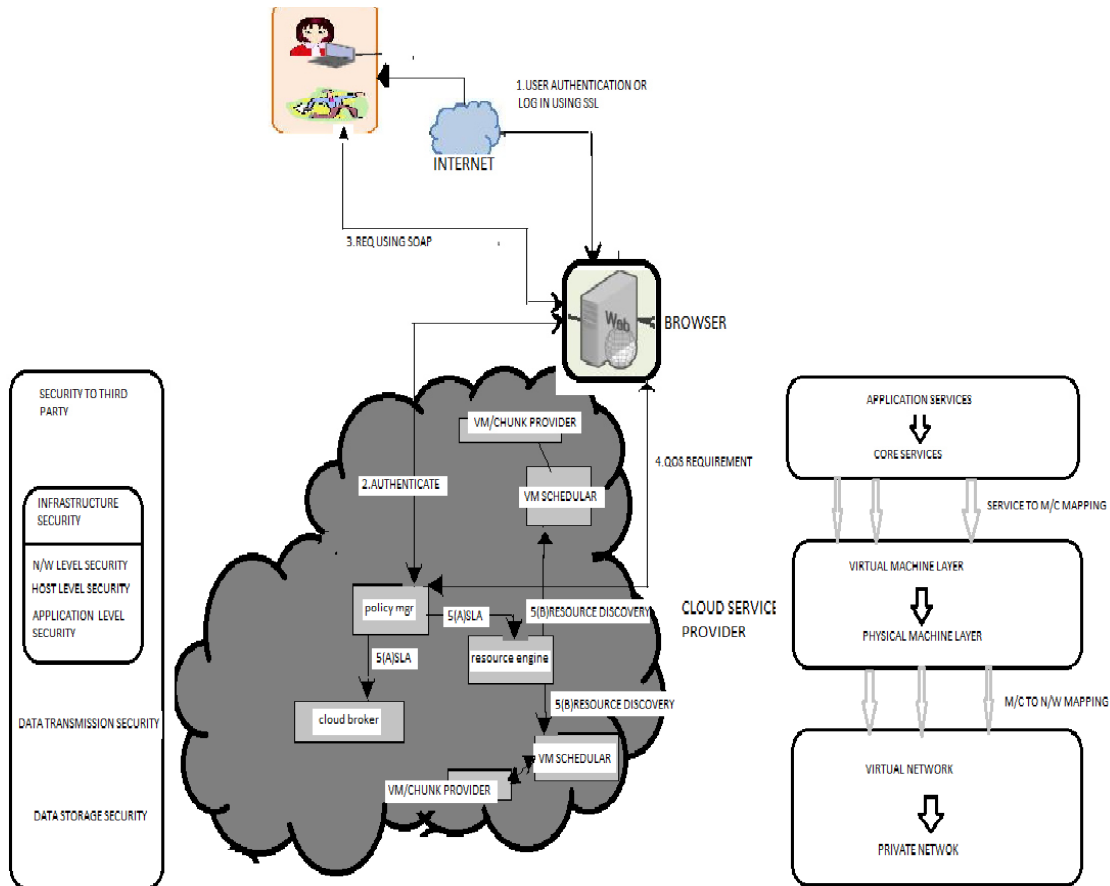 1.USER AUTHENTICATION OR
LOG IN USING SSL
INTERNET
3.REQ USING SOAP
Web
BROWSER
SECURITY TO THIRD
PARTY
INFRASTRUCTURE
SECURITY
N/W LEVEL SECURITY
HOST LEVEL SECURITY
APPLICATION LEVEL
SECURITY
DATA TRANSMISSION SECURITY
DATA STORAGE SECURITY
VM/CHUNK PROVIDER
2.AUTHENTICATE
VM SCHEDULAR
4.QOS REQUIREMENT
policy mgr
5(A)SLA
5(B)RESOURCE DISCOVERY
CLOUD SERVICE
PROVIDER
resource engine
5(A)SLA
5(B)RESOURCE DISCOVERY
cloud broker
VM SCHEDULAR
VM/CHUNK PROVIDER
APPLICATION SERVICES
CORE SERVICES
SERVICE TO M/C MAPPING
VIRTUAL MACHINE LAYER
PHYSICAL MACHINE LAYER
M/C TO N/W MAPPING
VIRTUAL NETWORK
PRIVATE NETWOK